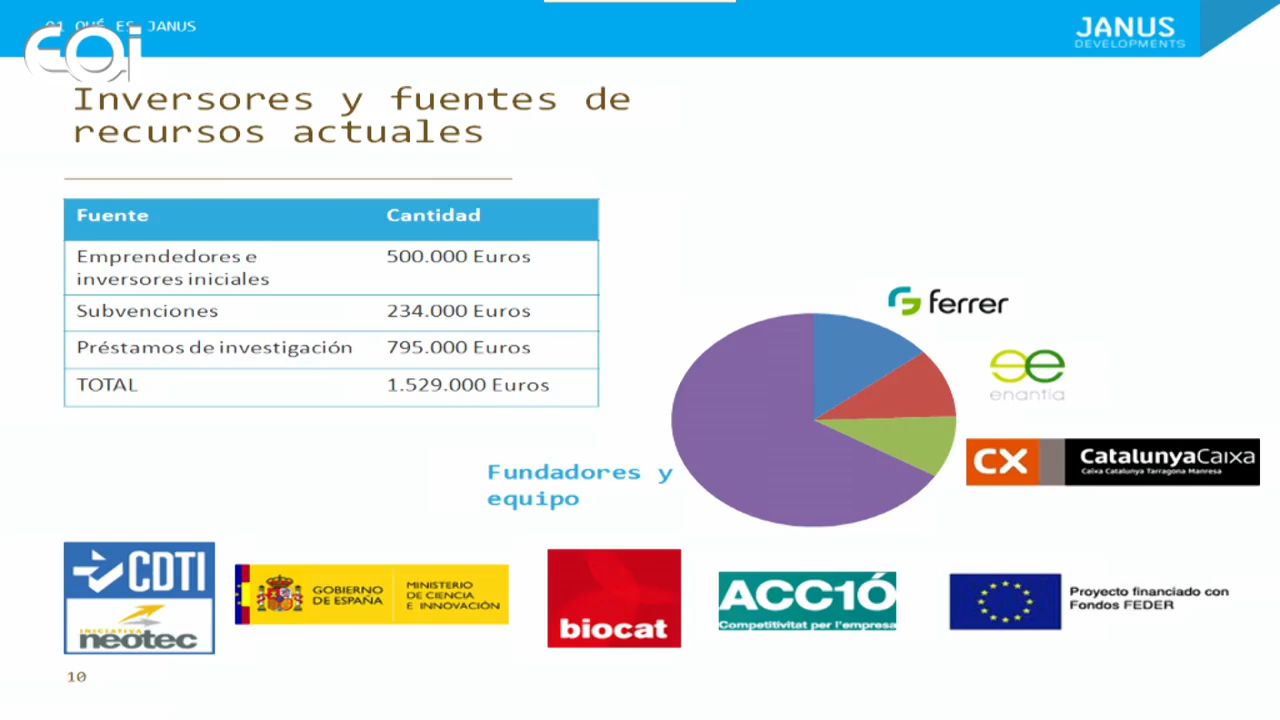 01 QUÉ ES JANUS
EOi
JANUS
DEVELOPMENTS
Inversores y fuentes de
recursos actuales
Fuente Cantidad
Emprendedores e
inversores iniciales 500.000 Euros
Subvenciones 234.000 Euros
Préstamos de investigación 795.000 Euros
TOTAL 1.529.000 Euros
ferrer
enantia
CX CatalunyaCaixa
Caixa Catalunya Tarragona Manresa
Fundadores y
equipo
CDTI
INICIATIVA
neotec
GOBIERNO
DE ESPAÑA
MINISTERIO
DE CIENCIA
E INNOVACIÓN
biocat
ACC1Ó
Competitivitat per l'empresa
Proyecto financiado con
Fondos FEDER
10